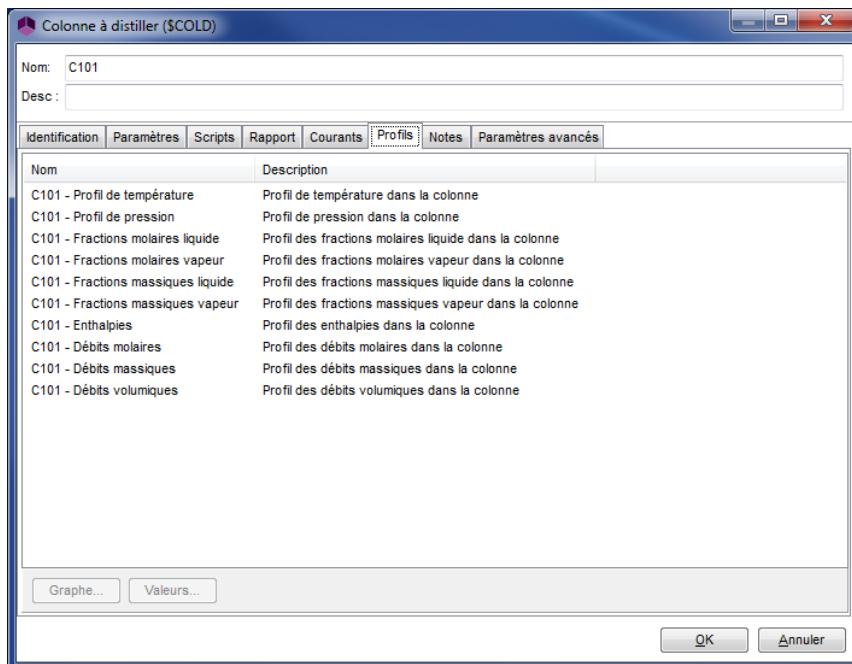 Colonne à distiller ($COLD)
Nom: C101
Desc :
Identification Paramètres Scripts Rapport Courants Profils Notes Paramètres avancés
Nom Description
C101 - Profil de température Profil de température dans la colonne
C101 - Profil de pression Profil de pression dans la colonne
C101 - Fractions molaires liquide Profil des fractions molaires liquide dans la colonne
C101 - Fractions molaires vapeur Profil des fractions molaires vapeur dans la colonne
C101 - Fractions massiques liquide Profil des fractions massiques liquide dans la colonne
C101 - Fractions massiques vapeur Profil des fractions massiques vapeur dans la colonne
C101 - Enthalpies Profil des enthalpies dans la colonne
C101 - Débits molaires Profil des débits molaires dans la colonne
C101 - Débits massiques Profil des débits massiques dans la colonne
C101 - Débits volumiques Profil des débits volumiques dans la colonne
Graphe... Valeurs...
OK Annuler